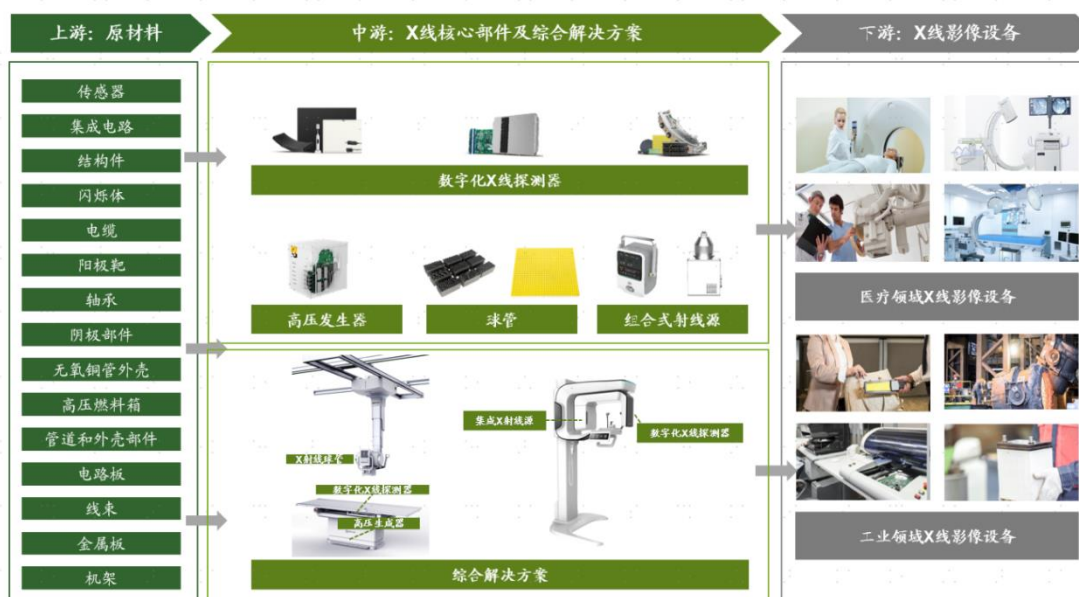 上游：原材料
中游：X线核心部件及综合解决方案
下游：X线影像设备
传感器
集成电路
结构件
闪烁体
电缆
阳极靶
轴承
阴极部件
无氧铜管外壳
高压燃料箱
管道和外壳部件
电路板
线束
金属板
机架
数字化X线探测器
高压发生器
球管
组合式射线源
X射线球管
数字化X线探测器
高压生成器
集成X射线源
数字化X线探测器
综合解决方案
医疗领域X线影像设备
工业领域X线影像设备